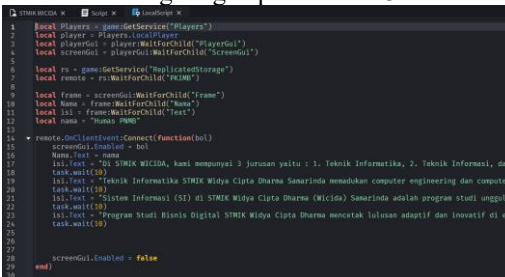 STMIK WICIDA × Script × LocalScript ×
1 local Players = game:GetService("Players")
2 local player = Players.LocalPlayer
3 local playerGui = player:WaitForChild("PlayerGui")
4 local screenGui = playerGui:WaitForChild("ScreenGui")
5
6 local rs = game:GetService("ReplicatedStorage")
7 local remote = rs:WaitForChild("PKIMB")
8
9 local frame = screenGui:WaitForChild("Frame")
10 local Nama = frame:WaitForChild("Nama")
11 local isi = frame:WaitForChild("Text")
12 local nama = "Humas PNMB"
13
14 remote.OnClientEvent:Connect(function(bol)
15 screenGui.Enabled = bol
16 Nama.Text = nama
17 isi.Text = "Di STMIK WICIDA, kami mempunyai 3 jurusan yaitu : 1. Teknik Informatika, 2. Teknik Informasi, da
18 task.wait(10)
19 isi.Text = "Teknik Informatika STMIK Widya Cipta Dharma Samarinda memadukan computer engineering dan compute
20 task.wait(10)
21 isi.Text = "Sistem Informasi (SI) di STMIK Widya Cipta Dharma (Wicida) Samarinda adalah program studi unggul
22 task.wait(10)
23 isi.Text = "Program Studi Bisnis Digital STMIK Widya Cipta Dharma mencetak lulusan adaptif dan inovatif di e
24 task.wait(10)
25
26
27
28 screenGui.Enabled = false
29 end)
30